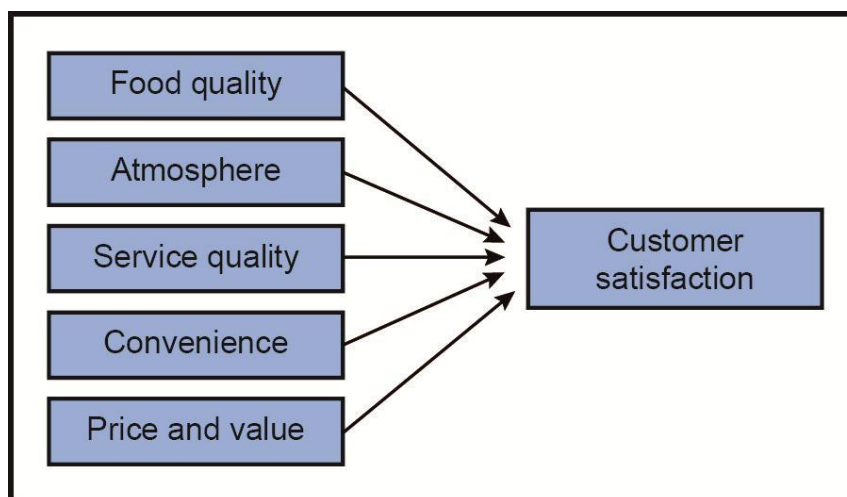 Food quality
Atmosphere
Service quality
Convenience
Price and value
Customer
satisfaction